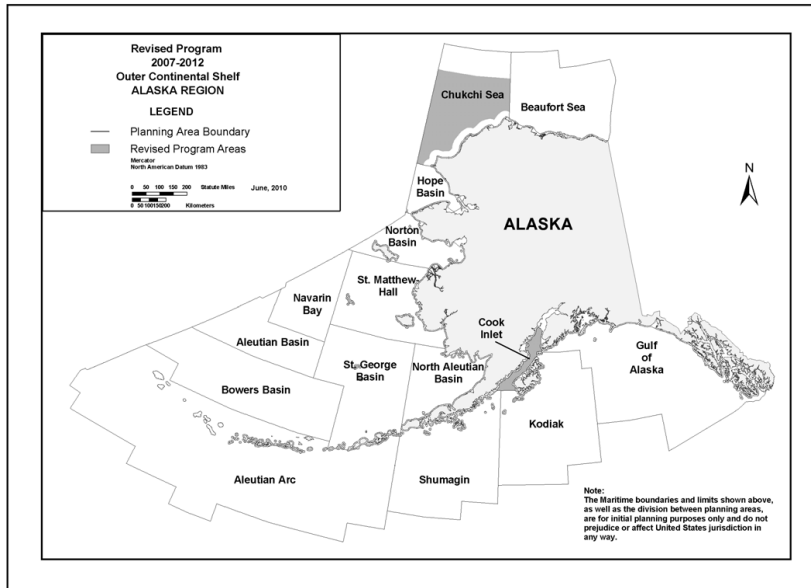 Revised Program
2007-2012
Outer Continental Shelf
ALASKA REGION
LEGEND
Planning Area Boundary
Revised Program Areas
Mercator
North American Datum 1983
0 50 100 150 200 Statute Miles
June, 2010
0 50 100150200 Kilometers
Chukchi Sea
Beaufort Sea
Hope
Basin
N
ALASKA
Norton
Basin
St. Matthew-
Hall
Navarin
Bay
Cook
Inlet
Aleutian Basin
Gulf
of
Alaska
St. George
Basin
North Aleutian
Basin
Bowers Basin
Kodiak
Aleutian Arc
Shumagin
Note:
The Maritime boundaries and limits shown above,
as well as the division between planning areas,
are for initial planning purposes only and do not
prejudice or affect United States jurisdiction in
any way.